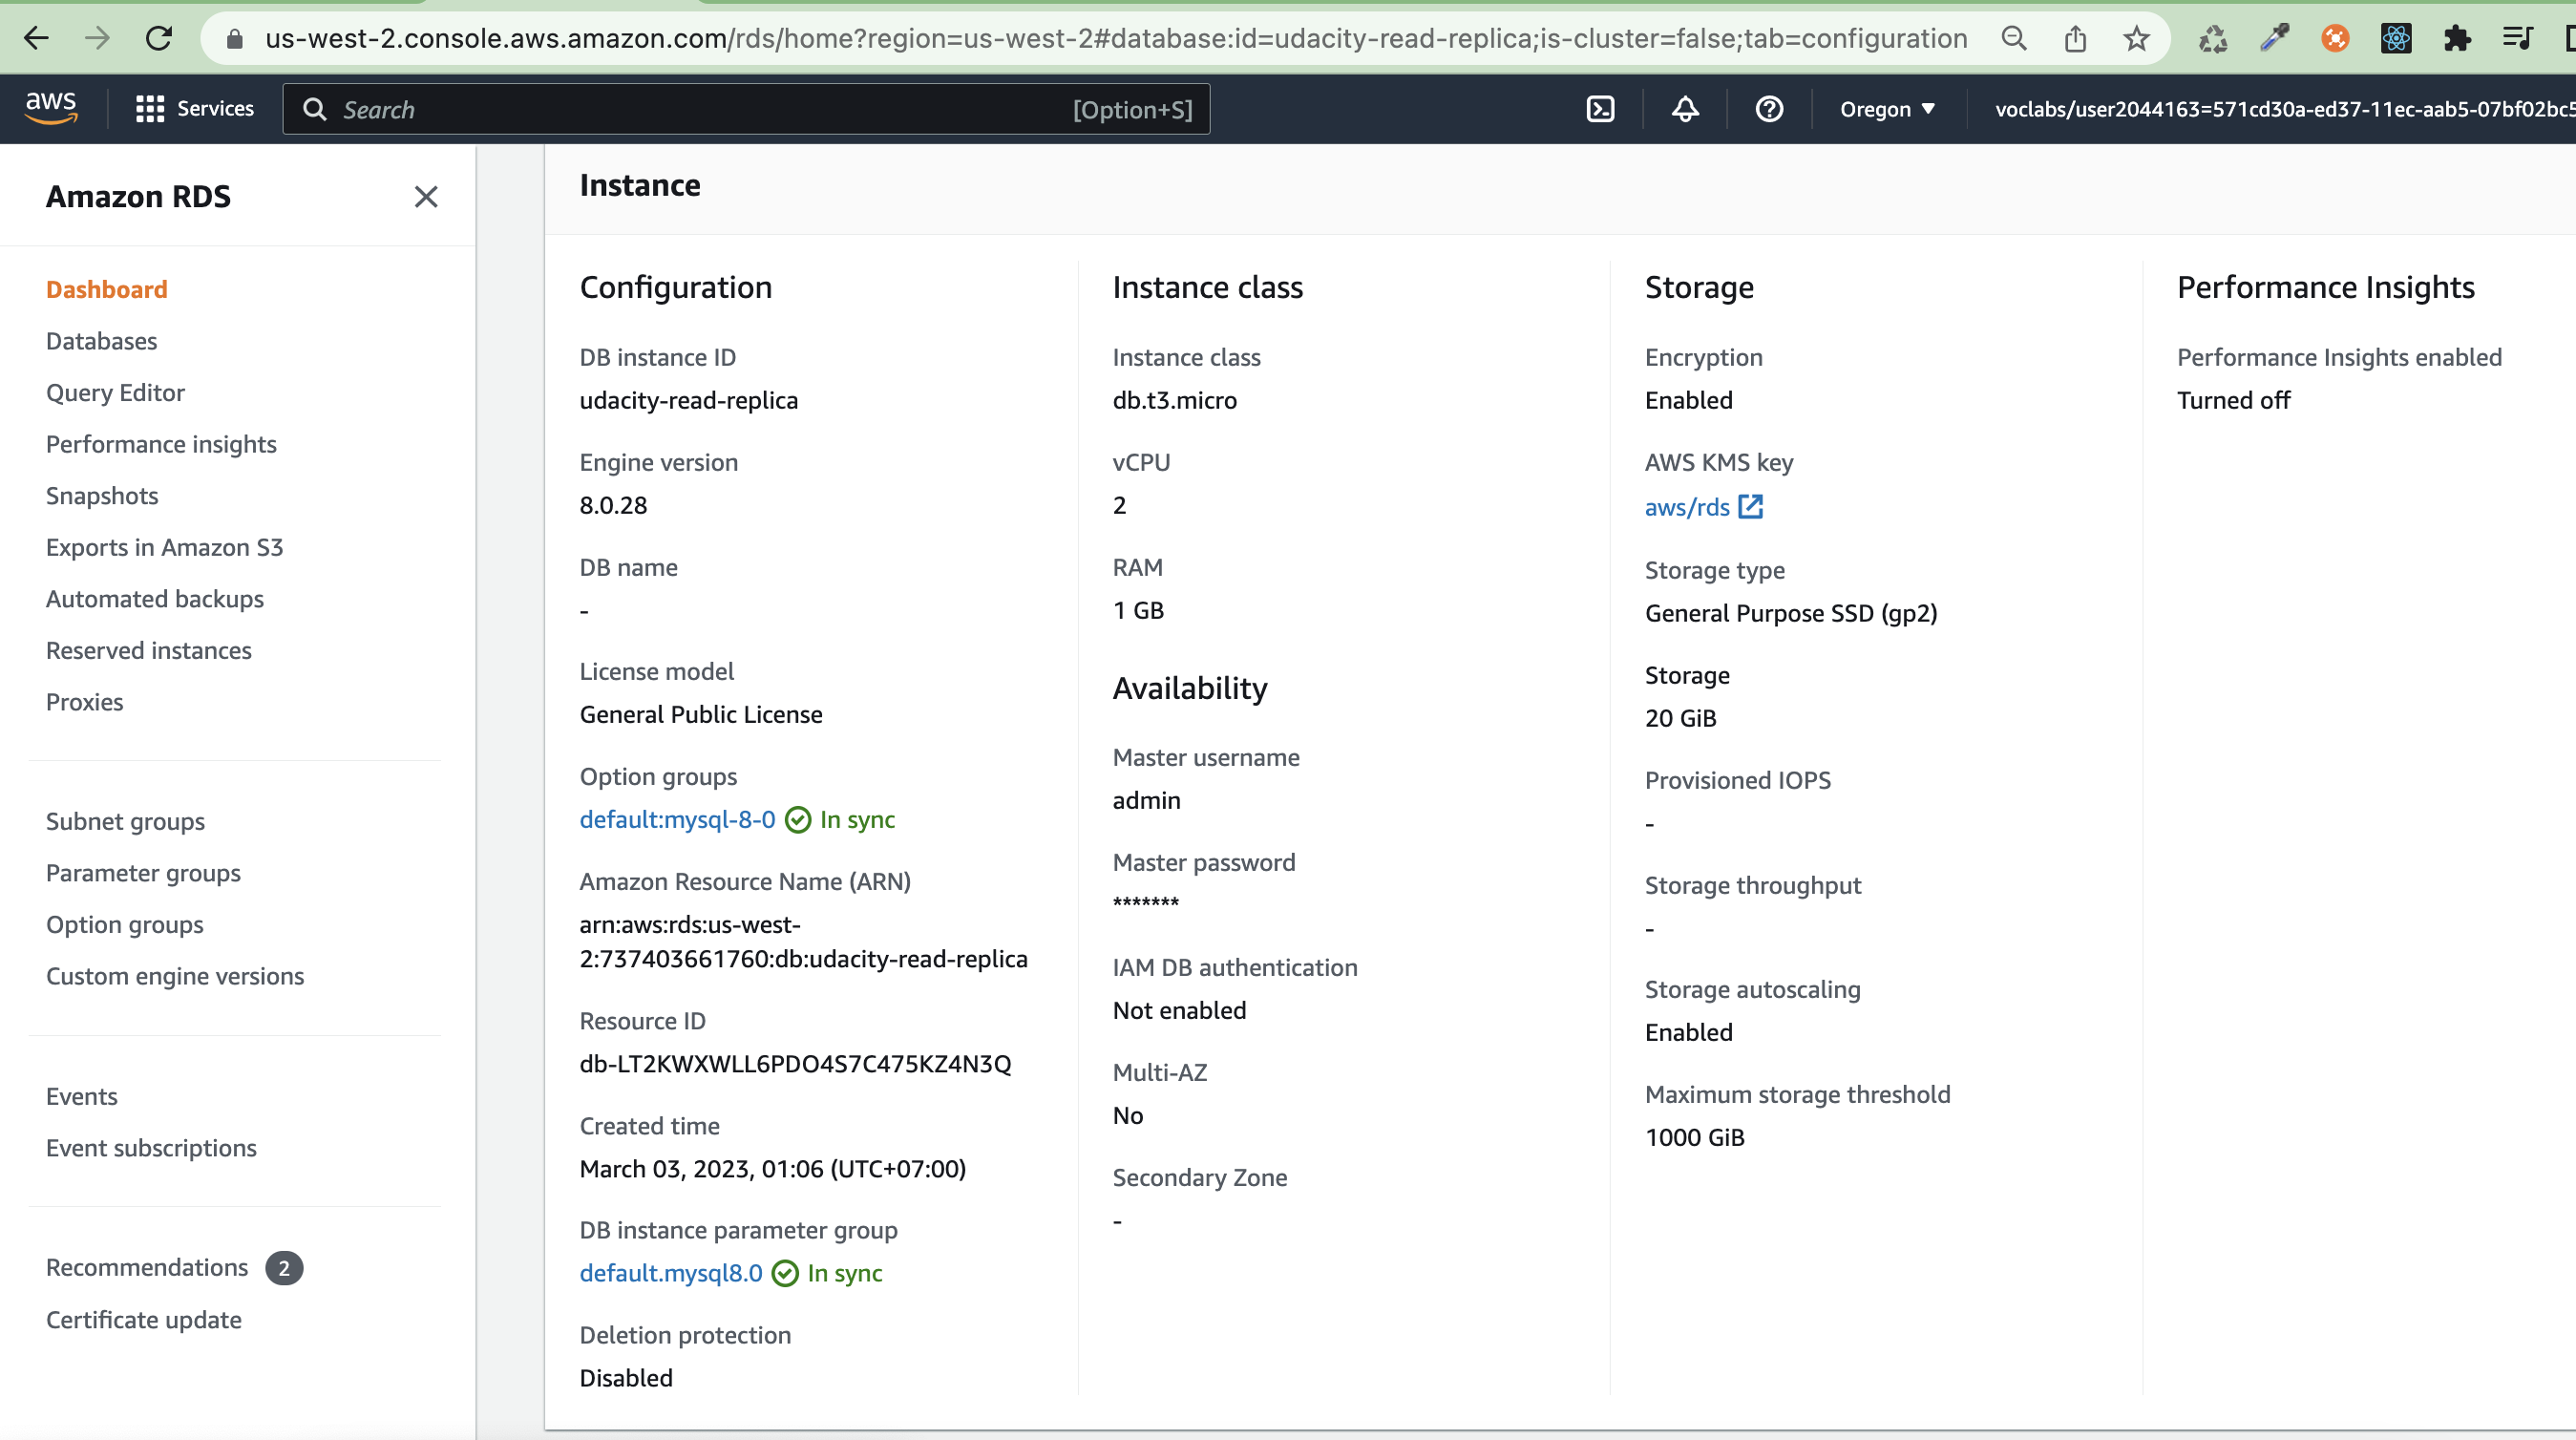 us-west-2.console.aws.amazon.com/rds/home?region=us-west-2#database:id=udacity-read-replica;is-cluster=false;tab=configuration
aws
Services
Search
[Option+S]
Oregon
voclabs/user2044163=571cd30a-ed37-11ec-aab5-07bf02bc5
Amazon RDS
Dashboard
Databases
Query Editor
Performance insights
Snapshots
Exports in Amazon S3
Automated backups
Reserved instances
Proxies
Subnet groups
Parameter groups
Option groups
Custom engine versions
Events
Event subscriptions
Recommendations 2
Certificate update
Instance
Configuration
DB instance ID
udacity-read-replica
Engine version
8.0.28
DB name
-
License model
General Public License
Option groups
default:mysql-8-0 In sync
Amazon Resource Name (ARN)
arn:aws:rds:us-west-
2:737403661760:db:udacity-read-replica
Resource ID
db-LT2KWXWLL6PDO4S7C475KZ4N3Q
Created time
March 03, 2023, 01:06 (UTC+07:00)
DB instance parameter group
default.mysql8.0 In sync
Deletion protection
Disabled
Instance class
Instance class
db.t3.micro
vCPU
2
RAM
1 GB
Availability
Master username
admin
Master password
*******
IAM DB authentication
Not enabled
Multi-AZ
No
Secondary Zone
-
Storage
Encryption
Enabled
AWS KMS key
aws/rds
Storage type
General Purpose SSD (gp2)
Storage
20 GiB
Provisioned IOPS
-
Storage throughput
-
Storage autoscaling
Enabled
Maximum storage threshold
1000 GiB
Performance Insights
Performance Insights enabled
Turned off